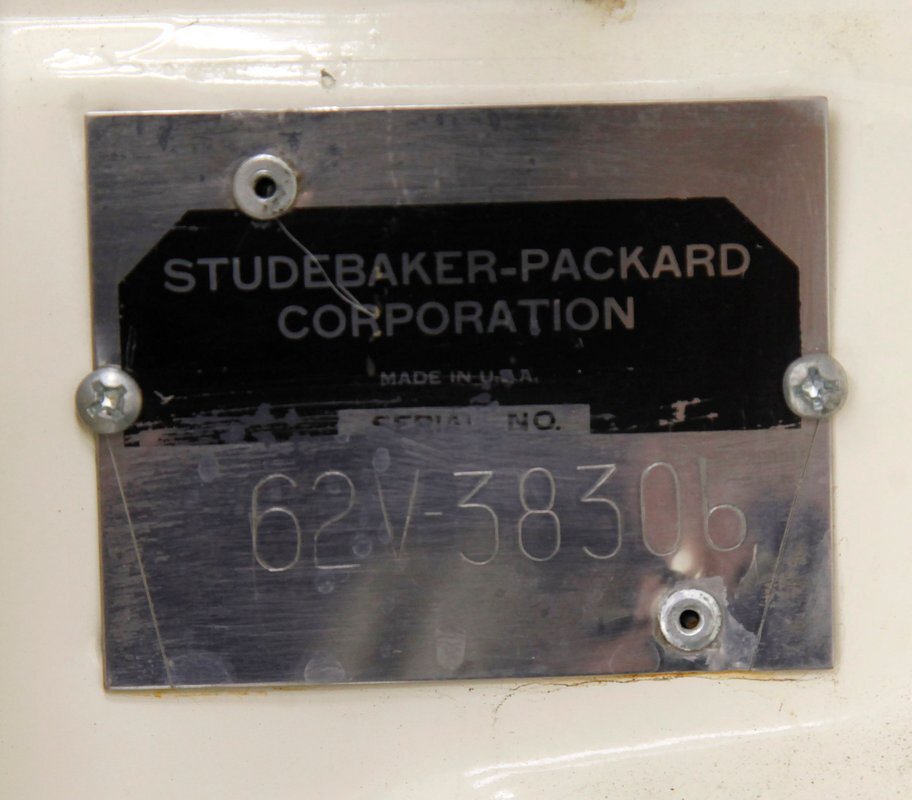 STUDEBAKER-PACKARD
CORPORATION
MADE IN U.S.A.
SERIAL NO.
62V-38306